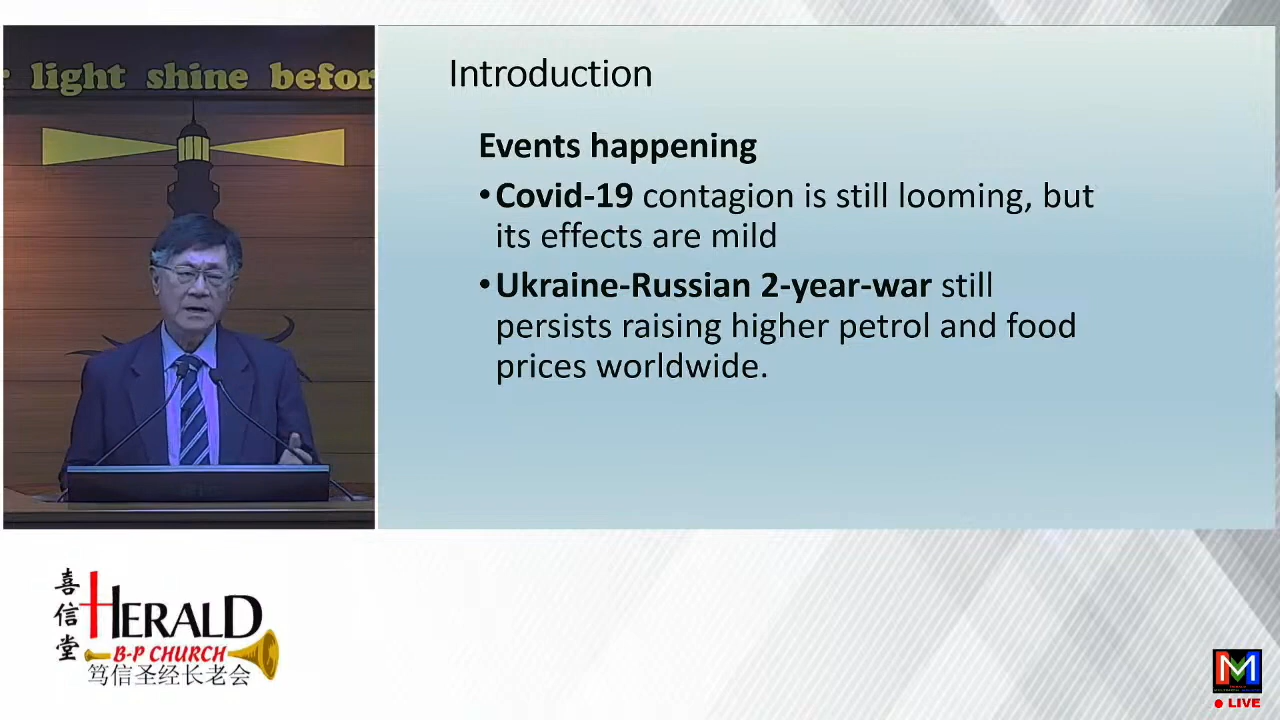 light shine befor
Introduction
Events happening
•Covid-19 contagion is still looming, but
its effects are mild
•Ukraine-Russian 2-year-war still
persists raising higher petrol and food
prices worldwide.
喜信堂
HERALD
B-P CHURCH
笃信圣经长老会
M
LIVE